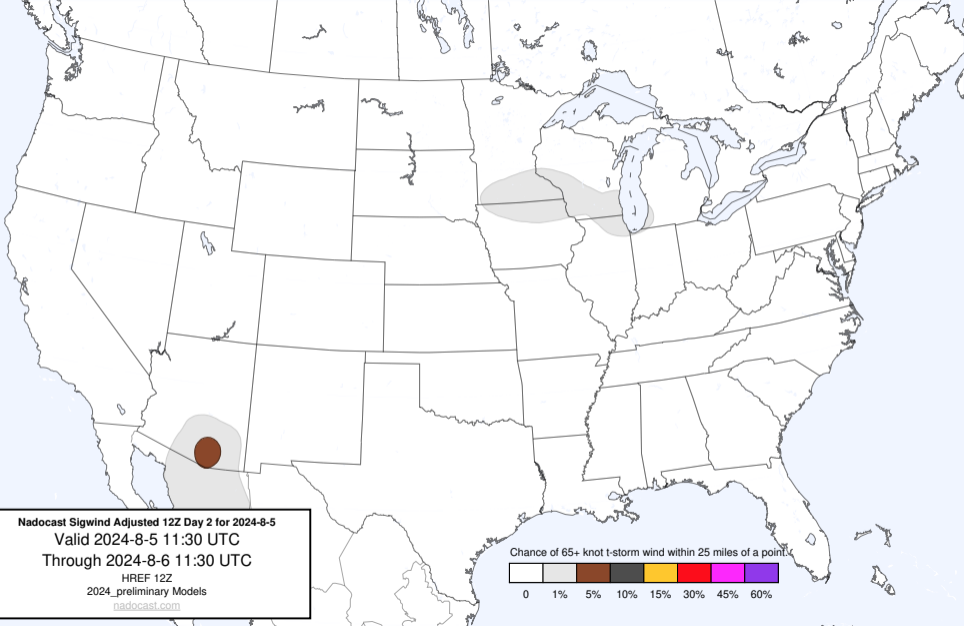 Nadocast Sigwind Adjusted 12Z Day 2 for 2024-8-5
Valid 2024-8-5 11:30 UTC
Through 2024-8-6 11:30 UTC
HREF 12Z
2024_preliminary Models
nadocast.com
Chance of 65+ knot t-storm wind within 25 miles of a point.
0 1% 5% 10% 15% 30% 45% 60%